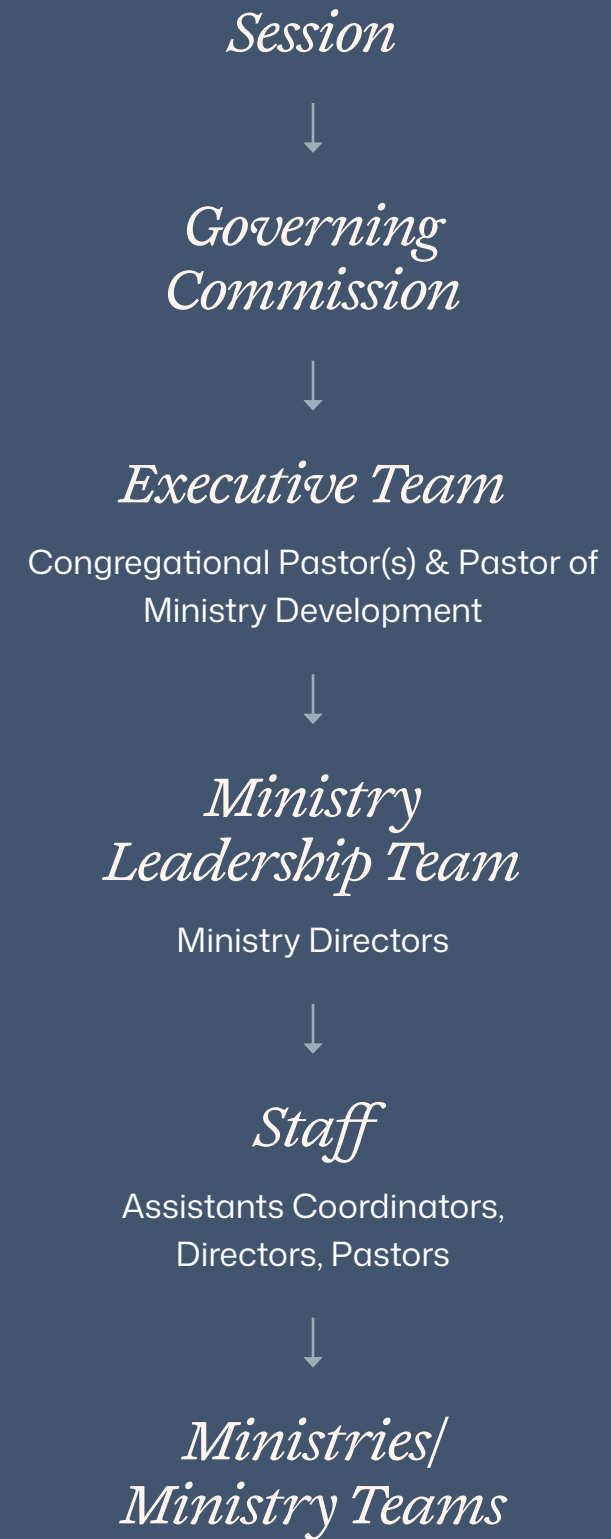 Session
Governing
Commission
Executive Team
Congregational Pastor(s) & Pastor of
Ministry Development
Ministry
Leadership Team
Ministry Directors
Staff
Assistants Coordinators,
Directors, Pastors
Ministries/
Ministry Teams